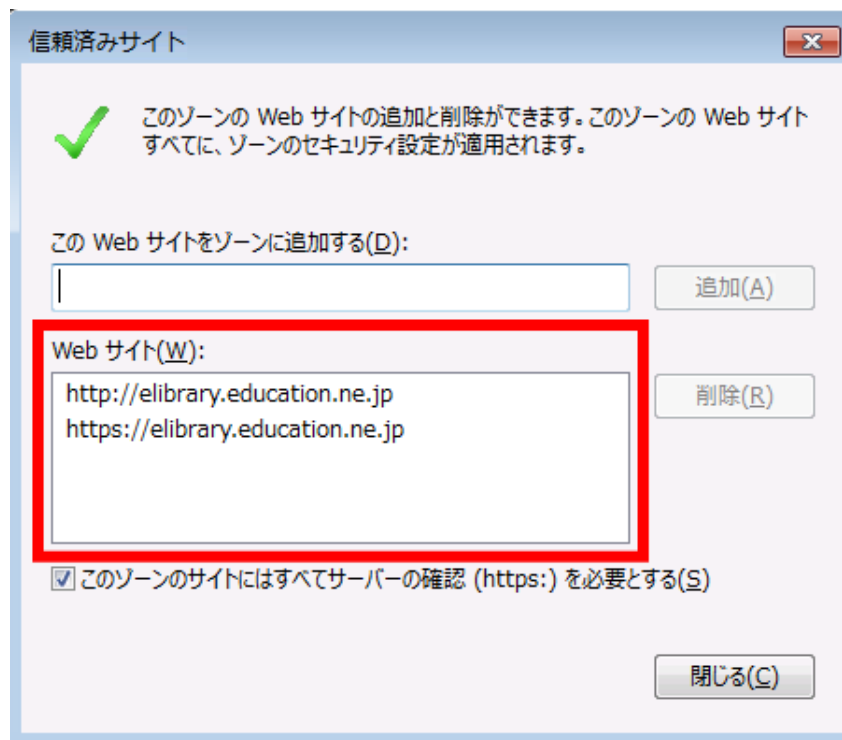 信頼済みサイト
このゾーンの Web サイトの追加と削除ができます。このゾーンの Web サイト
すべてに、ゾーンのセキュリティ設定が適用されます。
この Web サイトをゾーンに追加する(D):
追加(A)
Web サイト(W):
http://elibrary.education.ne.jp
削除(R)
https://elibrary.education.ne.jp
このゾーンのサイトにはすべてサーバーの確認 (https:) を必要とする(S)
閉じる(C)